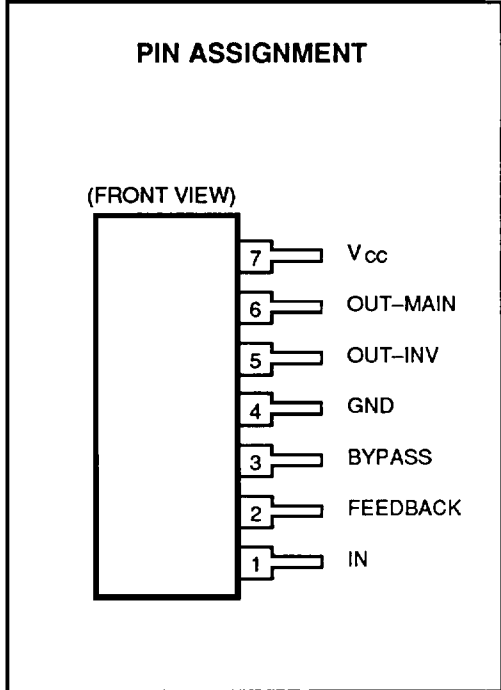 PIN ASSIGNMENT
(FRONT VIEW)
7 VCC
6 OUT–MAIN
5 OUT–INV
4 GND
3 BYPASS
2 FEEDBACK
1 IN